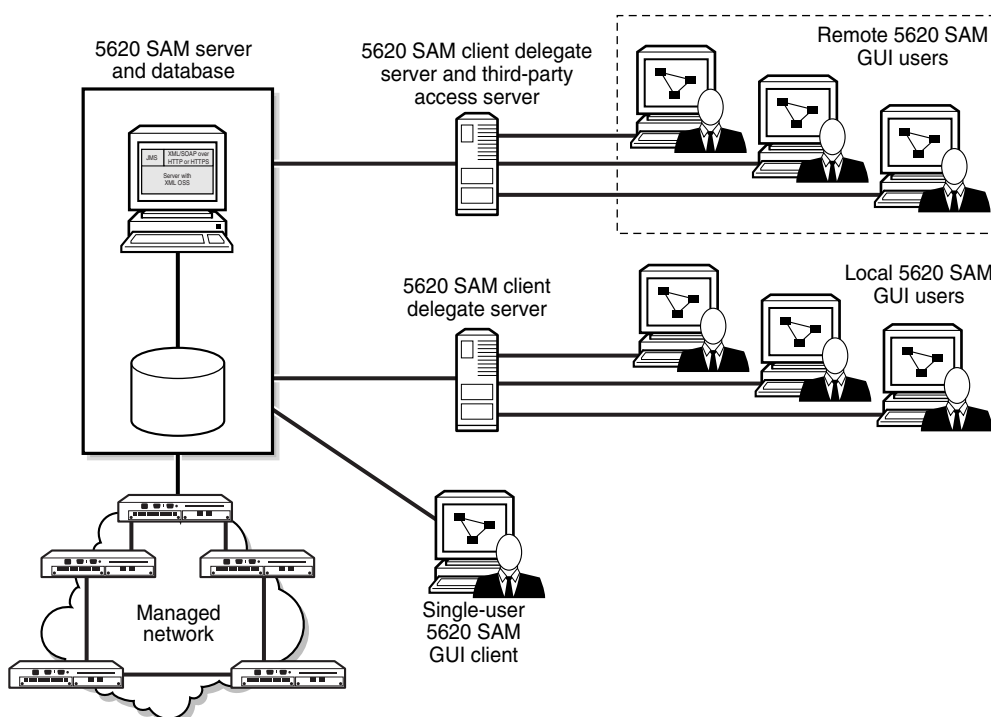 5620 SAM server
and database
JMS
XML/SOAP over
HTTP or HTTPS
Server with
XML OSS
5620 SAM client delegate
server and third-party
access server
Remote 5620 SAM
GUI users
5620 SAM client
delegate server
Local 5620 SAM
GUI users
Single-user
5620 SAM
GUI client
Managed
network